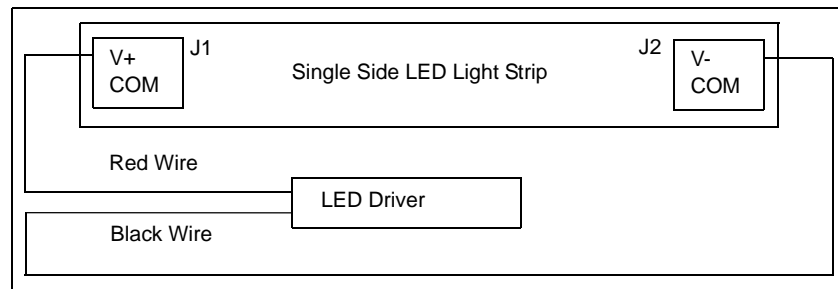 V+
COM
J1
Single Side LED Light Strip
J2
V-
COM
Red Wire
LED Driver
Black Wire